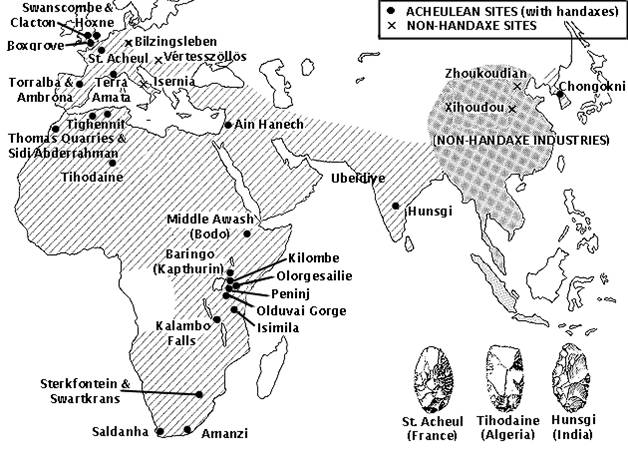 ACHEULEAN SITES (with handaxes)
NON-HANDAXE SITES
Swanscombe &
Clacton
Hoxne
Boxgrove
Bilzingsleben
St. Acheul
Vértesszöllös
Torralba &
Ambrona
Terra
Amata
Isernia
Tighennif
Thomas Quarries &
Sidi Abderrahman
Tihodaine
Ain Hanech
Ubeidiye
Zhoukoudian
Chongokni
Xihoudou
(NON-HANDAXE INDUSTRIES)
Hunsgi
Middle Awash
(Bodo)
Baringo
(Kapthurin)
Kilombe
Olorgesailie
Peninj
Olduvai Gorge
Isimila
Kalambo
Falls
Sterkfontein &
Swartkrans
Saldanha
Amanzi
St. Acheul
(France)
Tihodaine
(Algeria)
Hunsgi
(India)